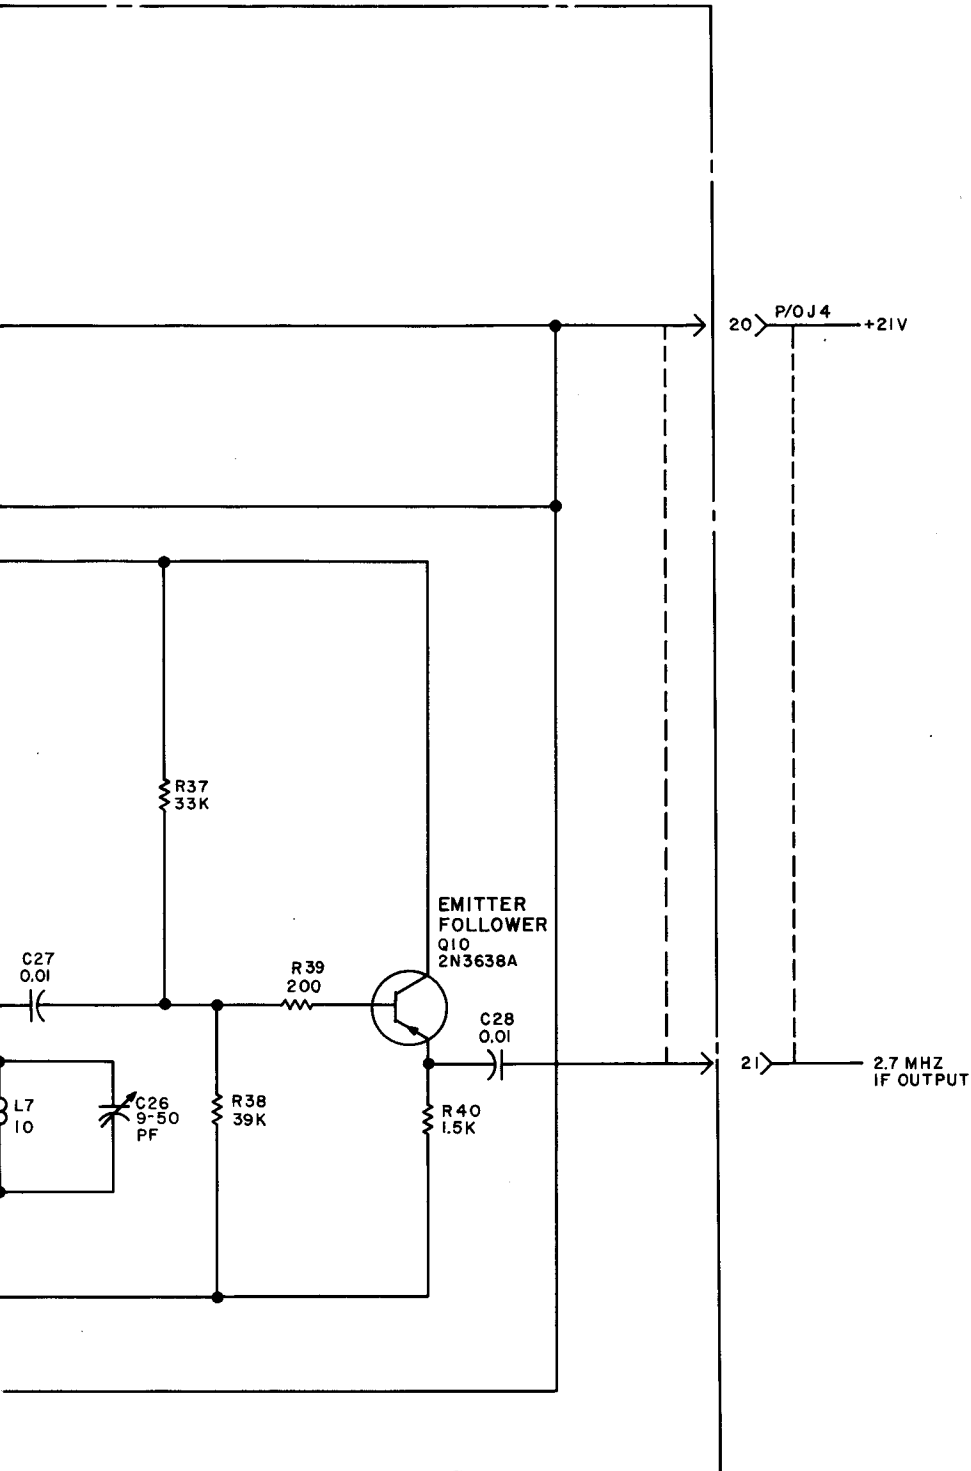 P/O J4
20
+21V
R37
33K
EMITTER
FOLLOWER
Q10
2N3638A
C27
0.01
R39
200
C28
0.01
21
2.7 MHZ
IF OUTPUT
L7
10
C26
9-50
PF
R38
39K
R40
1.5K